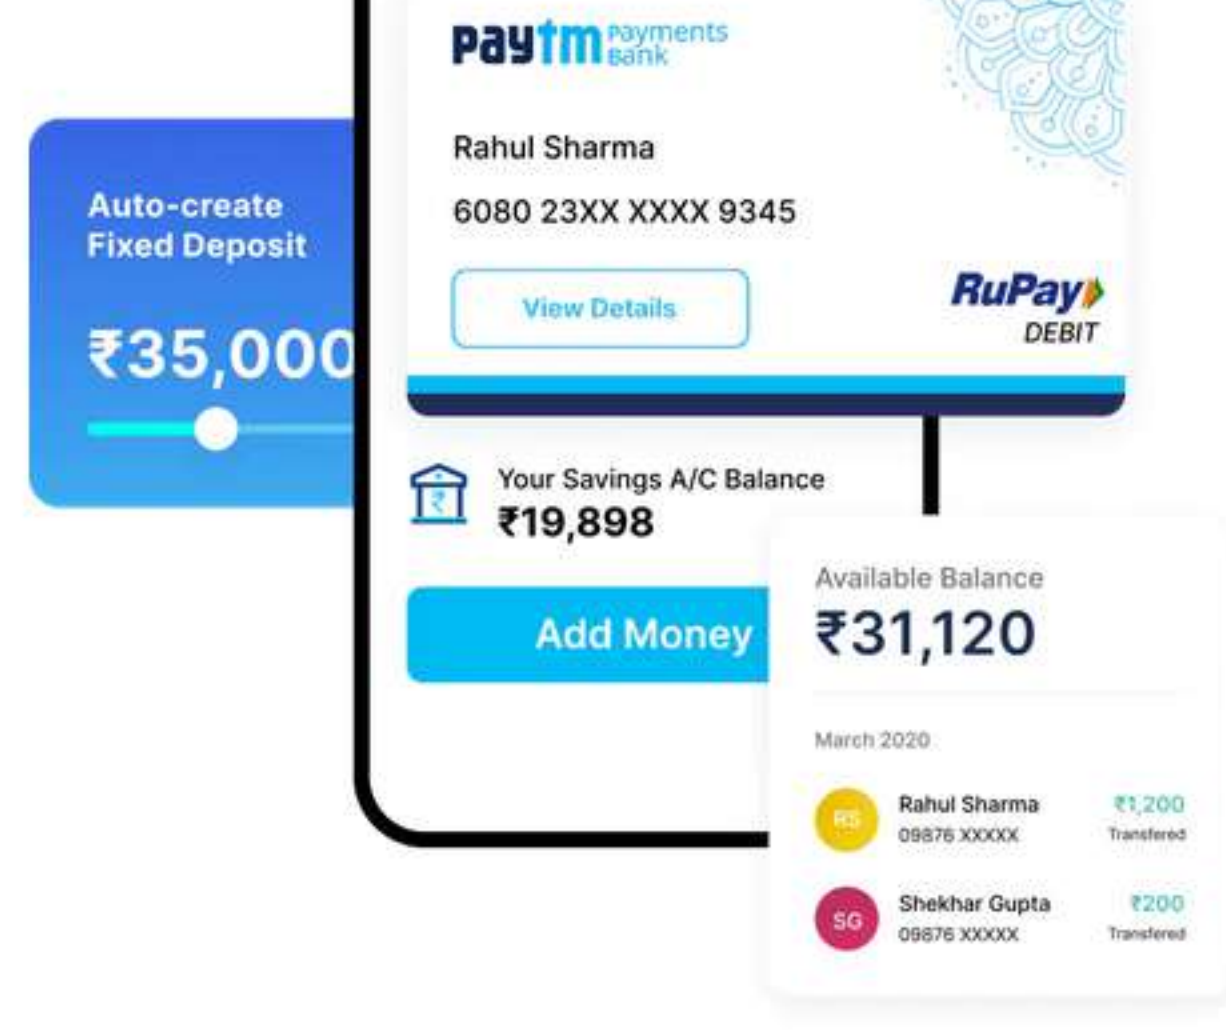 paytm Payments Bank
Rahul Sharma
6080 23XX XXXX 9345
View Details
RuPay
DEBIT
Auto-create
Fixed Deposit
₹35,000
₹
Your Savings A/C Balance
₹19,898
Add Money
Available Balance
₹31,120
March 2020
RS
Rahul Sharma
₹1,200
09876 XXXXX
Transfered
SG
Shekhar Gupta
₹200
09876 XXXXX
Transfered